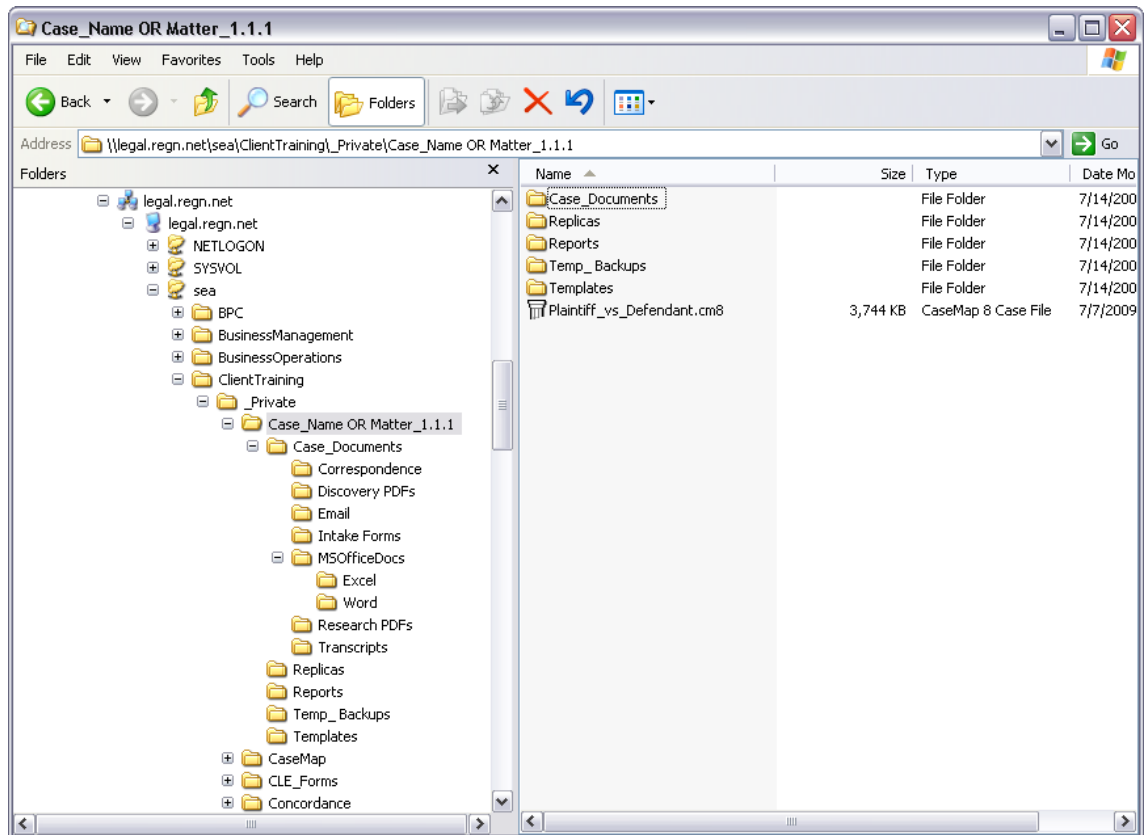 Case_Name OR Matter_1.1.1
File Edit View Favorites Tools Help
Back Search Folders
Address \\legal.regn.net\sea\ClientTraining\_Private\Case_Name OR Matter_1.1.1 Go
Folders
legal.regn.net
legal.regn.net
NETLOGON
SYSVOL
sea
BPC
BusinessManagement
BusinessOperations
ClientTraining
_Private
Case_Name OR Matter_1.1.1
Case_Documents
Correspondence
Discovery PDFs
Email
Intake Forms
MSOfficeDocs
Excel
Word
Research PDFs
Transcripts
Replicas
Reports
Temp_ Backups
Templates
CaseMap
CLE_Forms
Concordance
Name Size Type Date Mo
Case_Documents File Folder 7/14/200
Replicas File Folder 7/14/200
Reports File Folder 7/14/200
Temp_ Backups File Folder 7/14/200
Templates File Folder 7/14/200
Plaintiff_vs_Defendant.cm8 3,744 KB CaseMap 8 Case File 7/7/2009